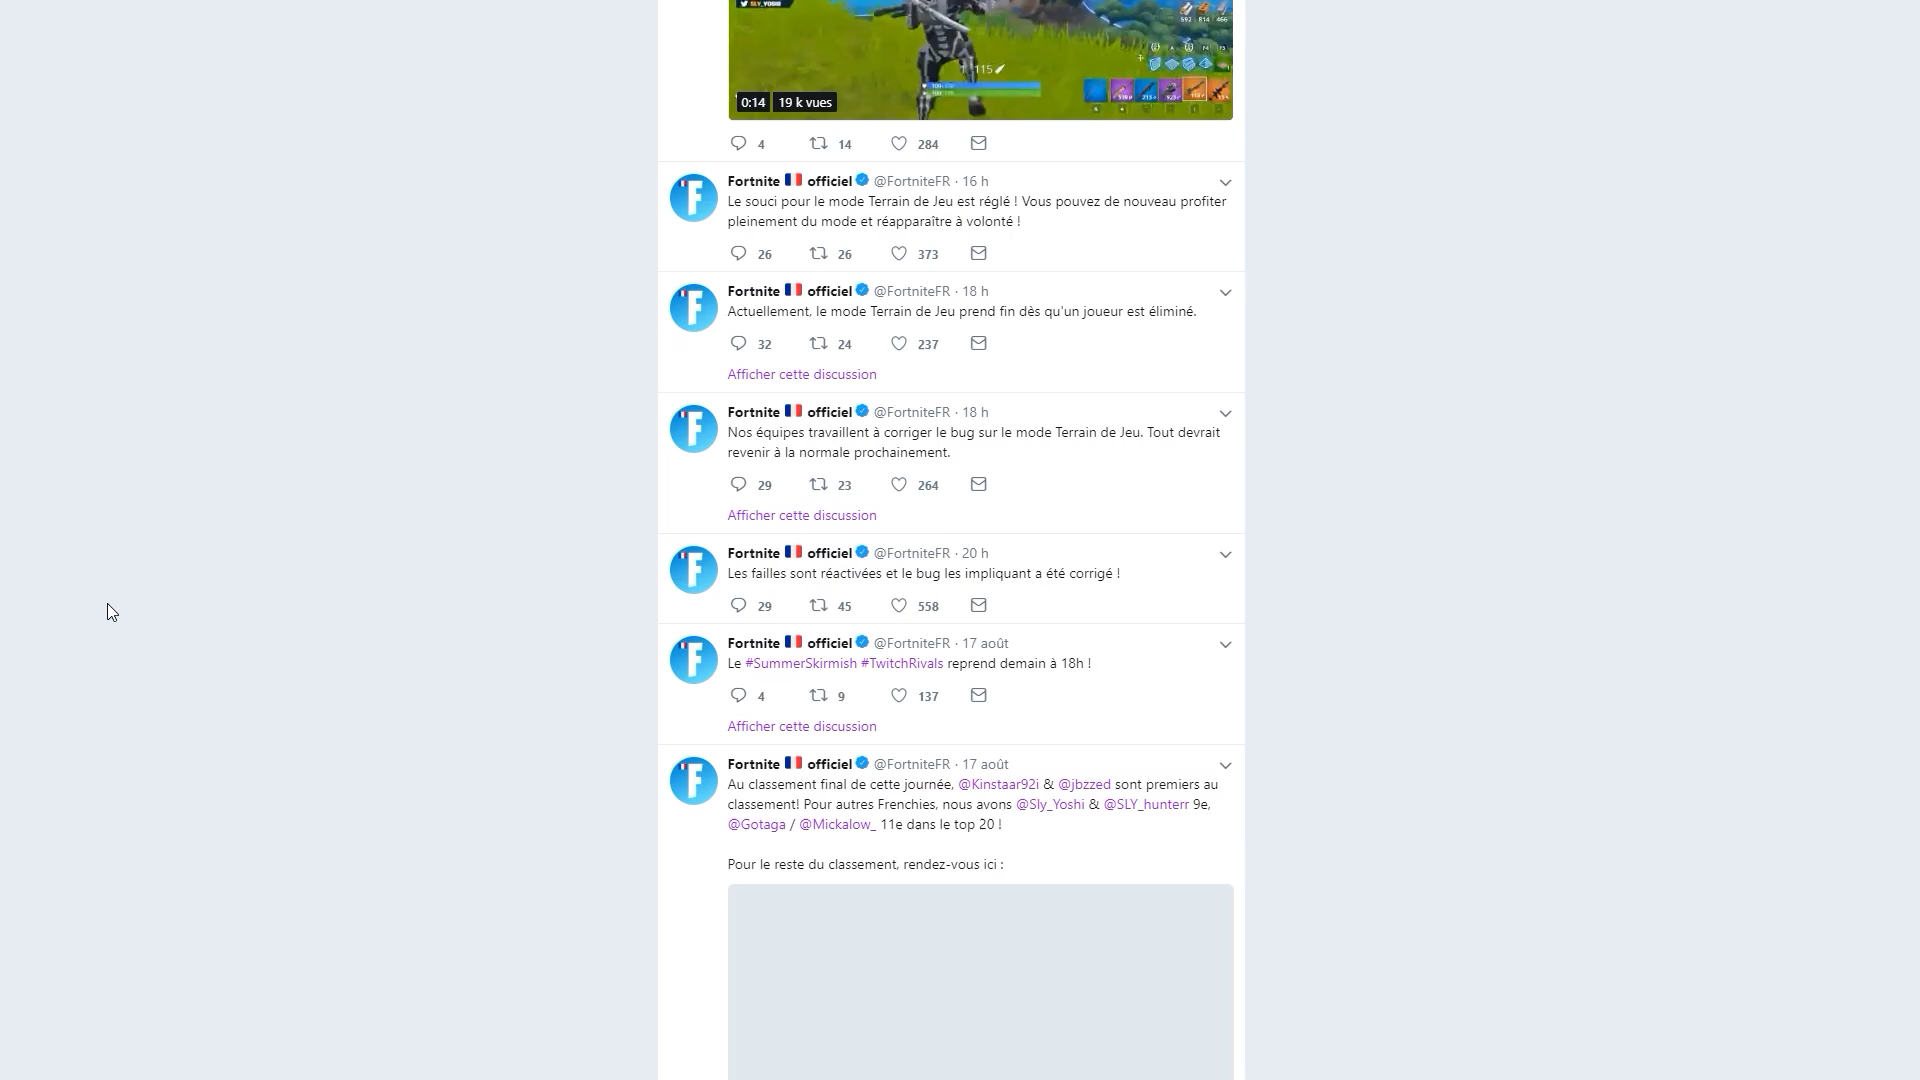 SLY_YOSHI
592 814 466
115
0:14 19 k vues
4 14 284
Fortnite officiel @FortniteFR · 16 h
Le souci pour le mode Terrain de Jeu est réglé ! Vous pouvez de nouveau profiter
pleinement du mode et réapparaître à volonté !
26 26 373
Fortnite officiel @FortniteFR · 18 h
Actuellement, le mode Terrain de Jeu prend fin dès qu'un joueur est éliminé.
32 24 237
Afficher cette discussion
Fortnite officiel @FortniteFR · 18 h
Nos équipes travaillent à corriger le bug sur le mode Terrain de Jeu. Tout devrait
revenir à la normale prochainement.
29 23 264
Afficher cette discussion
Fortnite officiel @FortniteFR · 20 h
Les failles sont réactivées et le bug les impliquant a été corrigé !
29 45 558
Fortnite officiel @FortniteFR · 17 août
Le #SummerSkirmish #TwitchRivals reprend demain à 18h !
4 9 137
Afficher cette discussion
Fortnite officiel @FortniteFR · 17 août
Au classement final de cette journée, @Kinstaar92i & @jbzzed sont premiers au
classement! Pour autres Frenchies, nous avons @Sly_Yoshi & @SLY_hunterr 9e,
@Gotaga / @Mickalow_ 11e dans le top 20 !
Pour le reste du classement, rendez-vous ici :